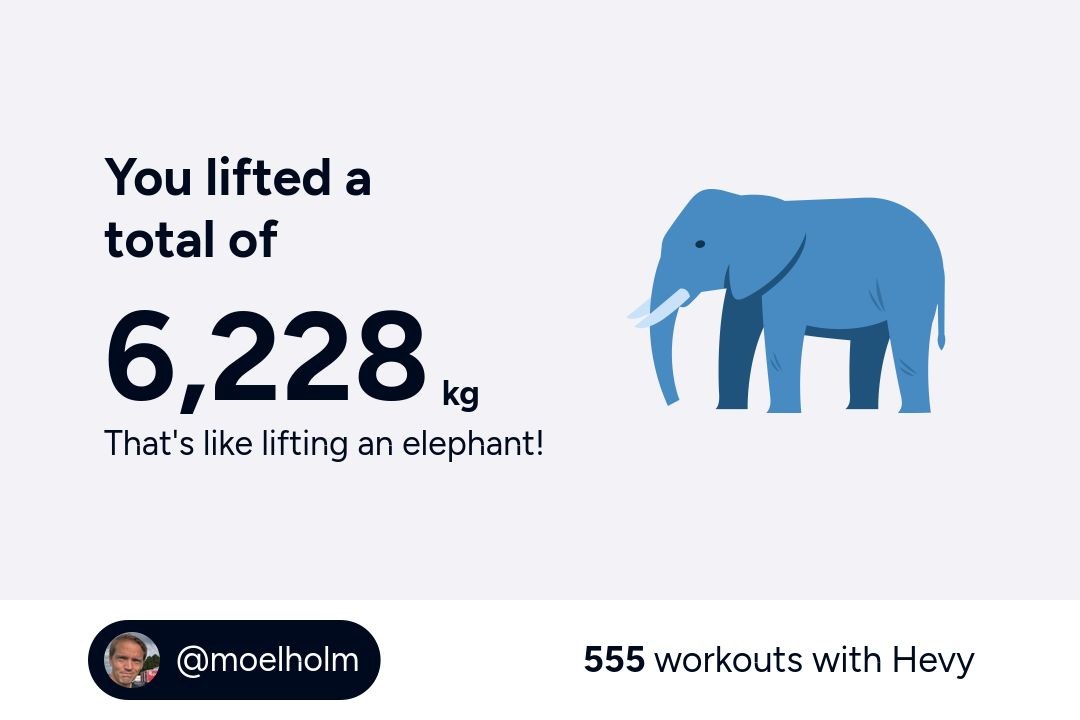 You lifted a
total of
6,228 kg
That's like lifting an elephant!
@moelholm
555 workouts with Hevy